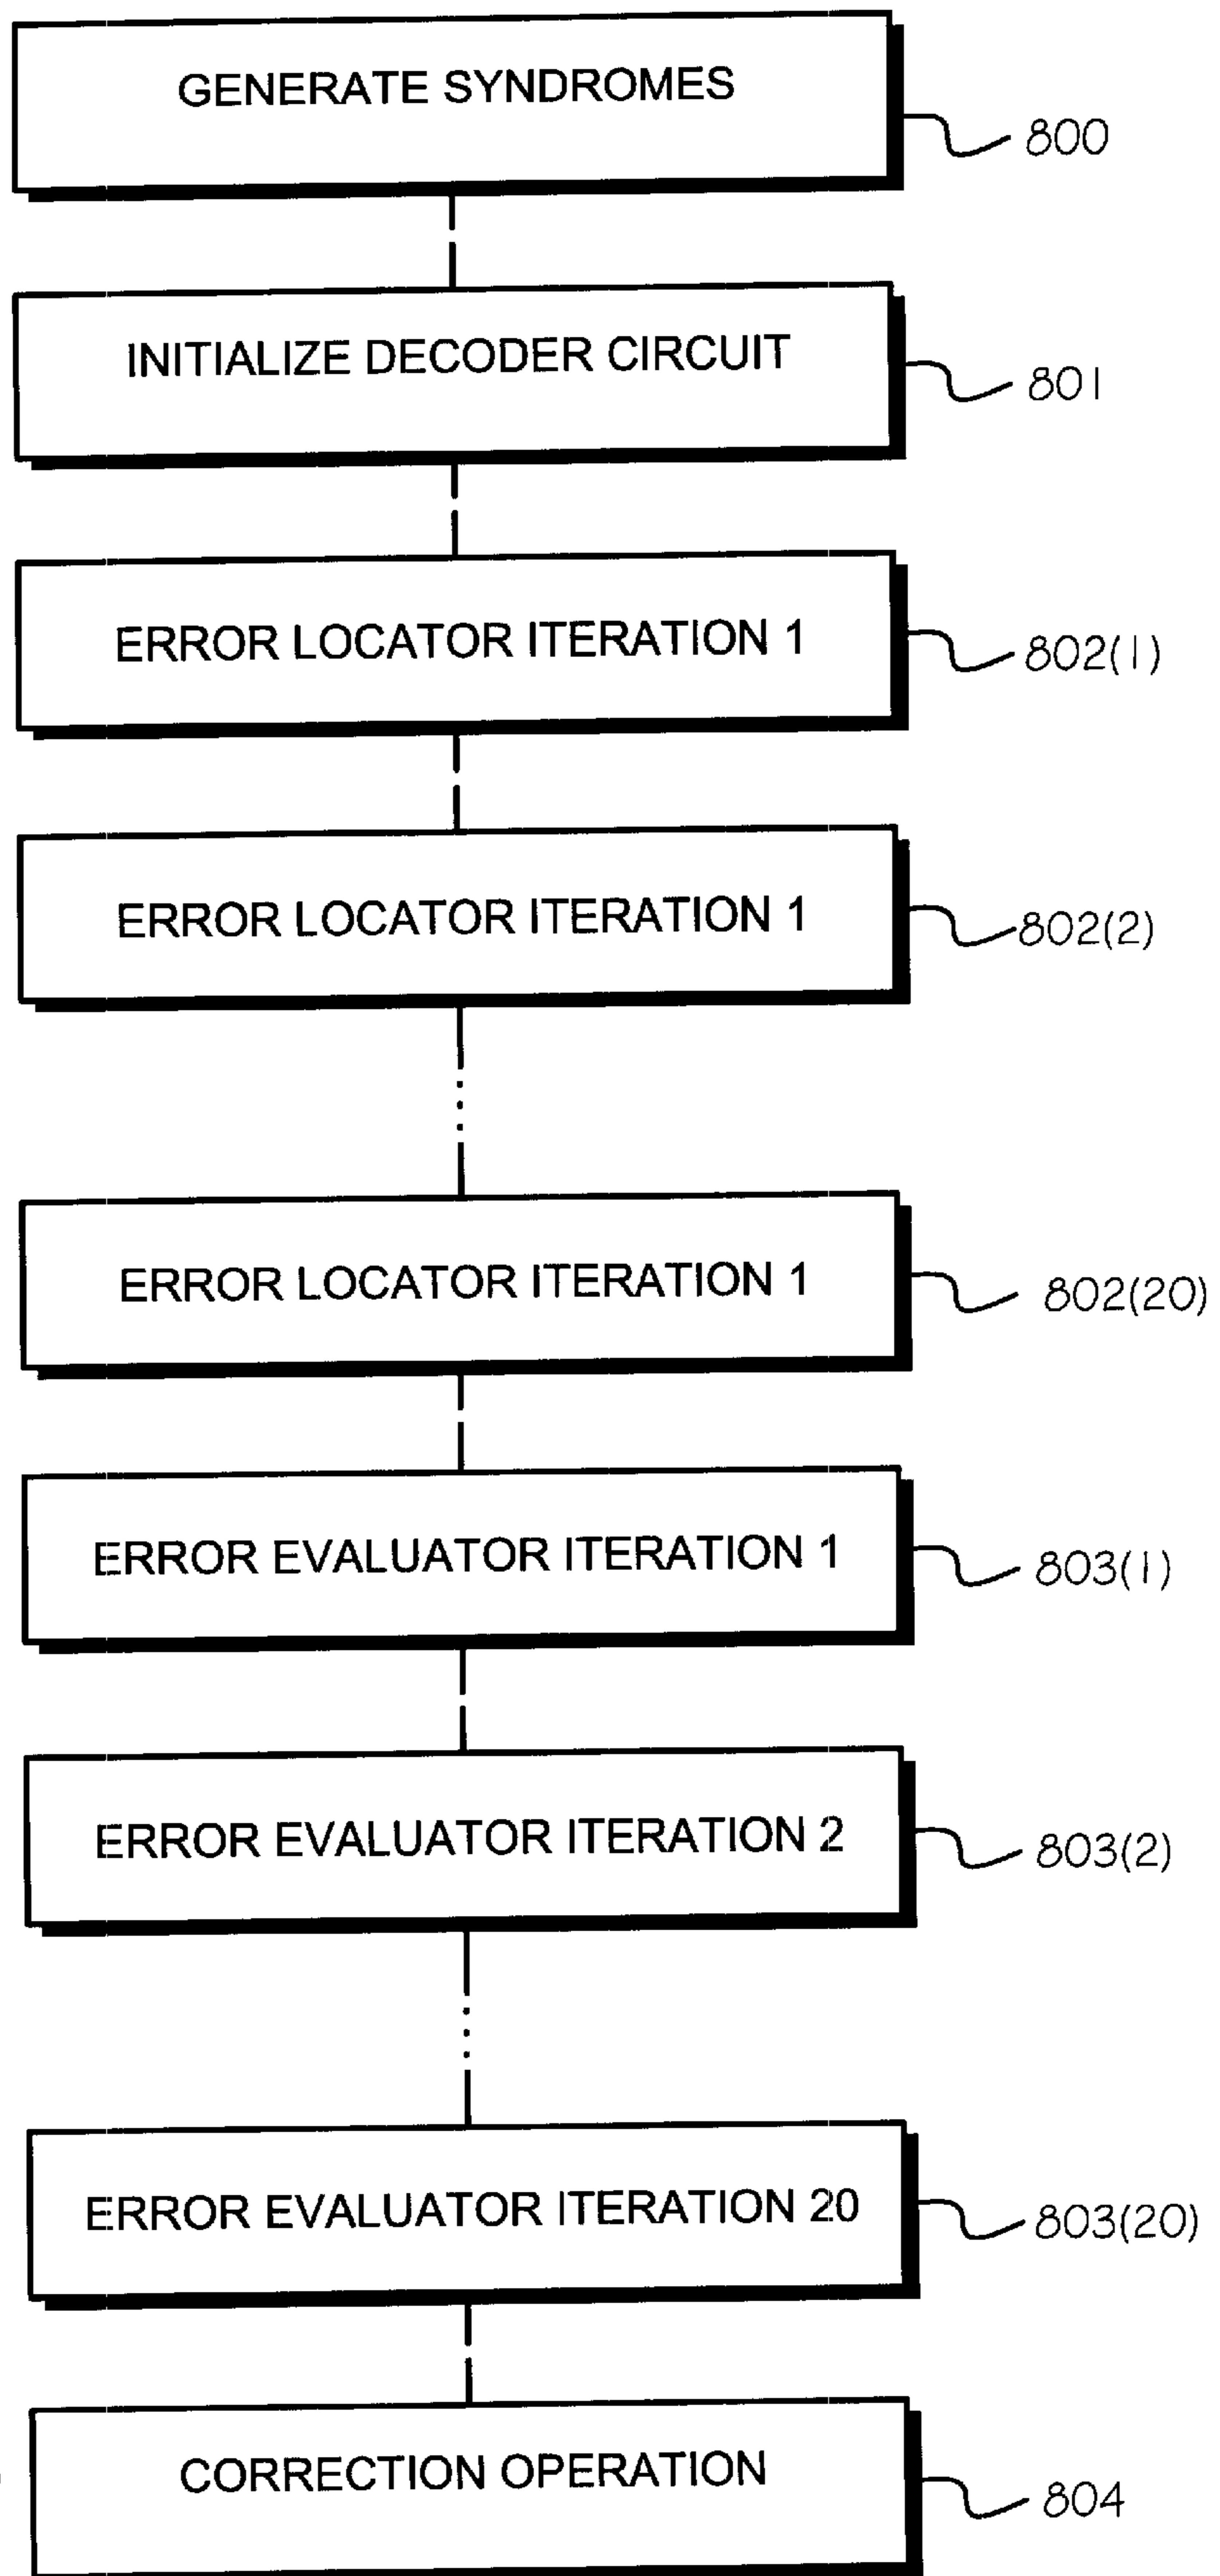 GENERATE SYNDROMES
800
INITIALIZE DECODER CIRCUIT
801
ERROR LOCATOR ITERATION 1
802(1)
ERROR LOCATOR ITERATION 1
802(2)
ERROR LOCATOR ITERATION 1
802(20)
ERROR EVALUATOR ITERATION 1
803(1)
ERROR EVALUATOR ITERATION 2
803(2)
ERROR EVALUATOR ITERATION 20
803(20)
CORRECTION OPERATION
804